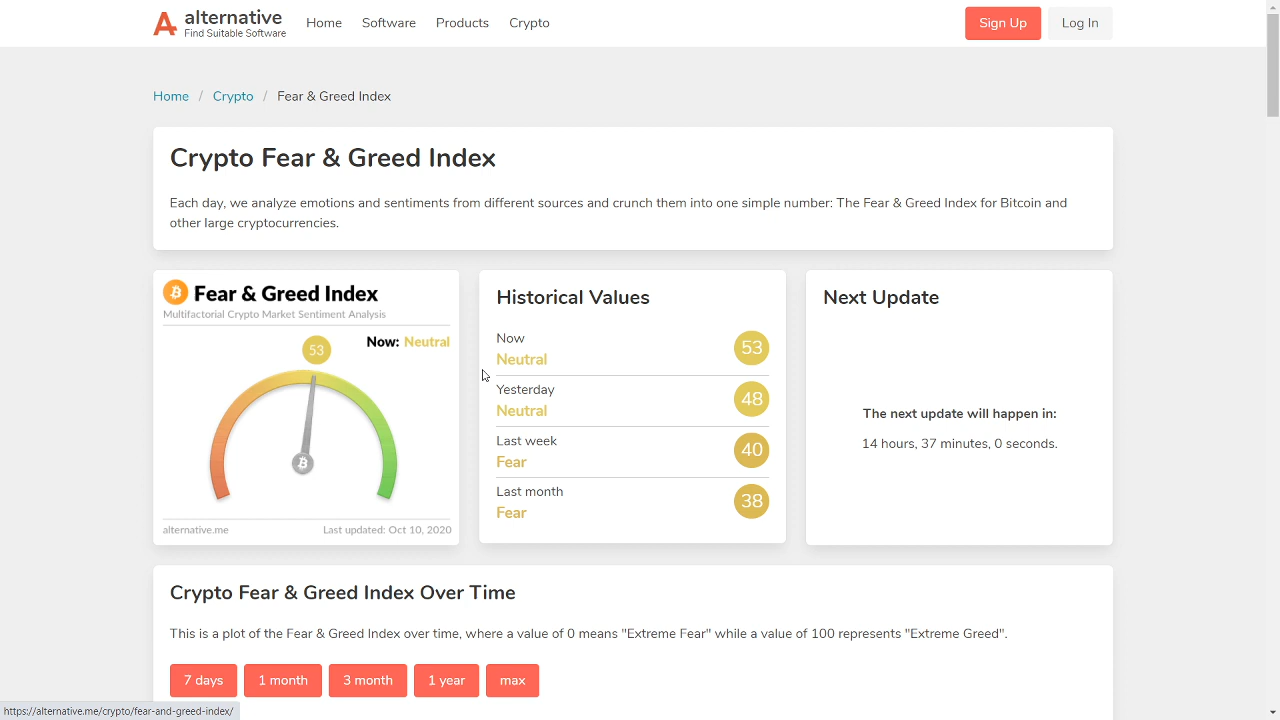 alternative
Find Suitable Software
Home
Software
Products
Crypto
Sign Up
Log In
Home / Crypto / Fear & Greed Index
Crypto Fear & Greed Index
Each day, we analyze emotions and sentiments from different sources and crunch them into one simple number: The Fear & Greed Index for Bitcoin and
other large cryptocurrencies.
Fear & Greed Index
Multifactorial Crypto Market Sentiment Analysis
Now: Neutral
53
alternative.me
Last updated: Oct 10, 2020
Historical Values
Now
Neutral
53
Yesterday
Neutral
48
Last week
Fear
40
Last month
Fear
38
Next Update
The next update will happen in:
14 hours, 37 minutes, 0 seconds.
Crypto Fear & Greed Index Over Time
This is a plot of the Fear & Greed Index over time, where a value of 0 means "Extreme Fear" while a value of 100 represents "Extreme Greed".
7 days
1 month
3 month
1 year
max
https://alternative.me/crypto/fear-and-greed-index/